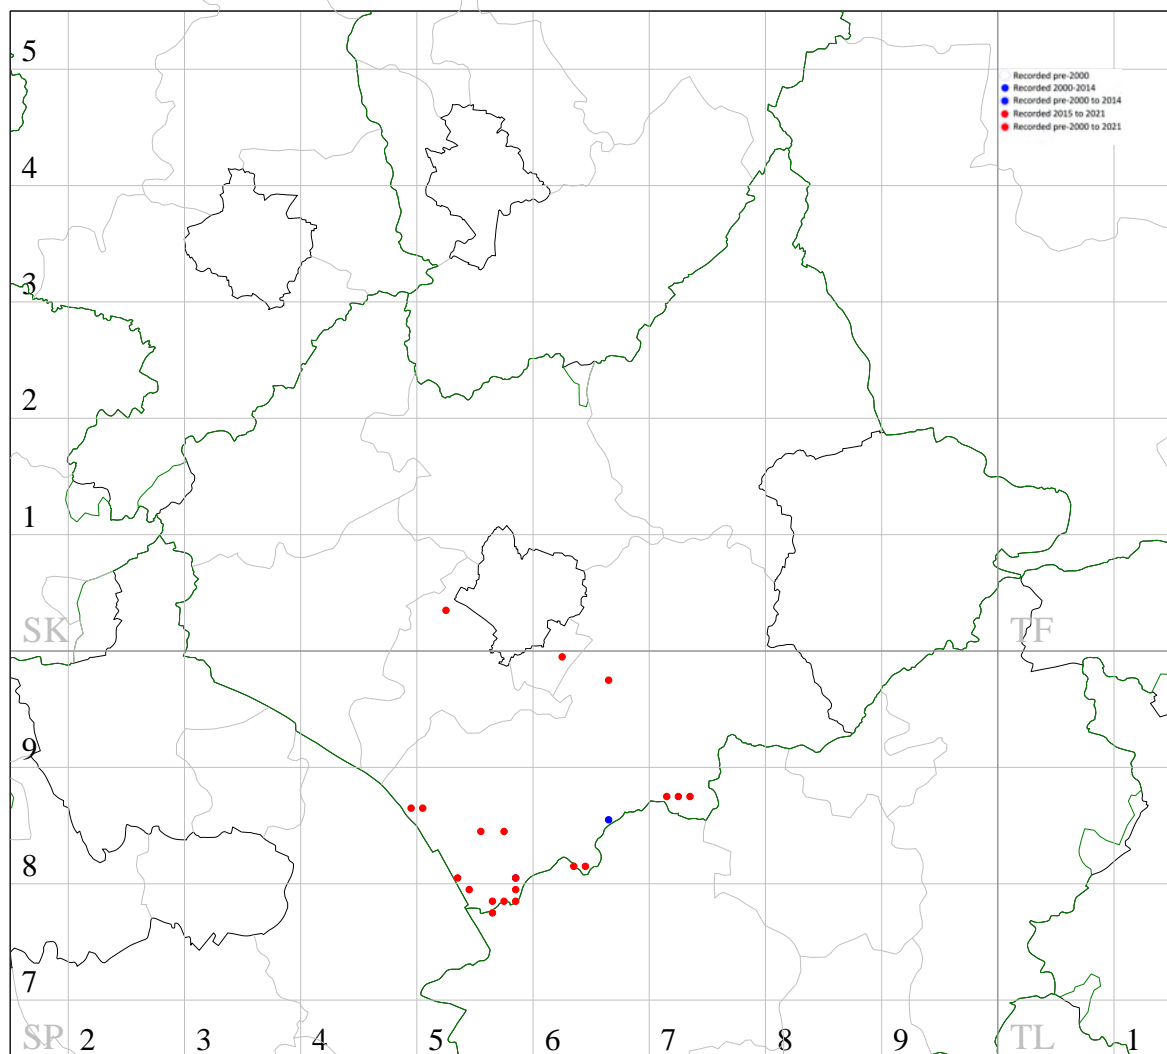 5
Recorded pre-2000
Recorded 2000-2014
Recorded pre-2000 to 2014
Recorded 2015 to 2021
Recorded pre-2000 to 2021
4
3
2
1
SK
TF
9
8
7
SP 2 3 4 5 6 7 8 9 TL 1